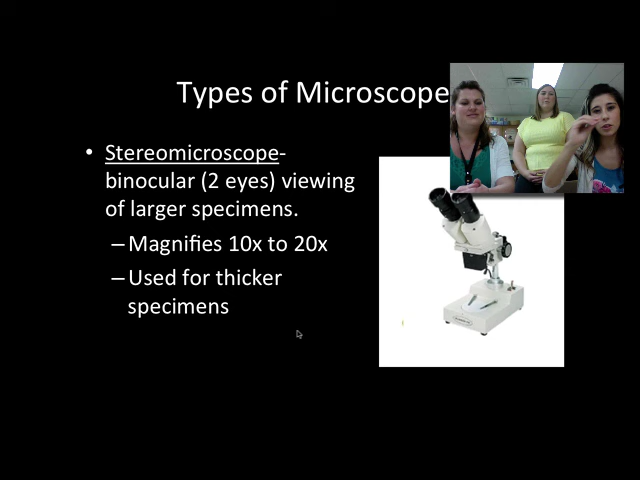 Types of Microscope
• Stereomicroscope-
binocular (2 eyes) viewing
of larger specimens.
– Magnifies 10x to 20x
– Used for thicker
specimens